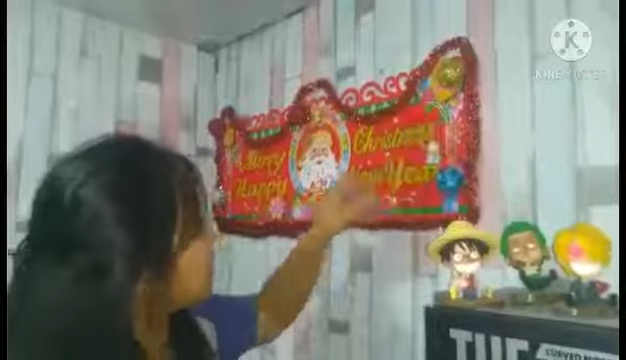 K
KINEMASTER
Merry Christmas
Happy New Year
THE
CURVED